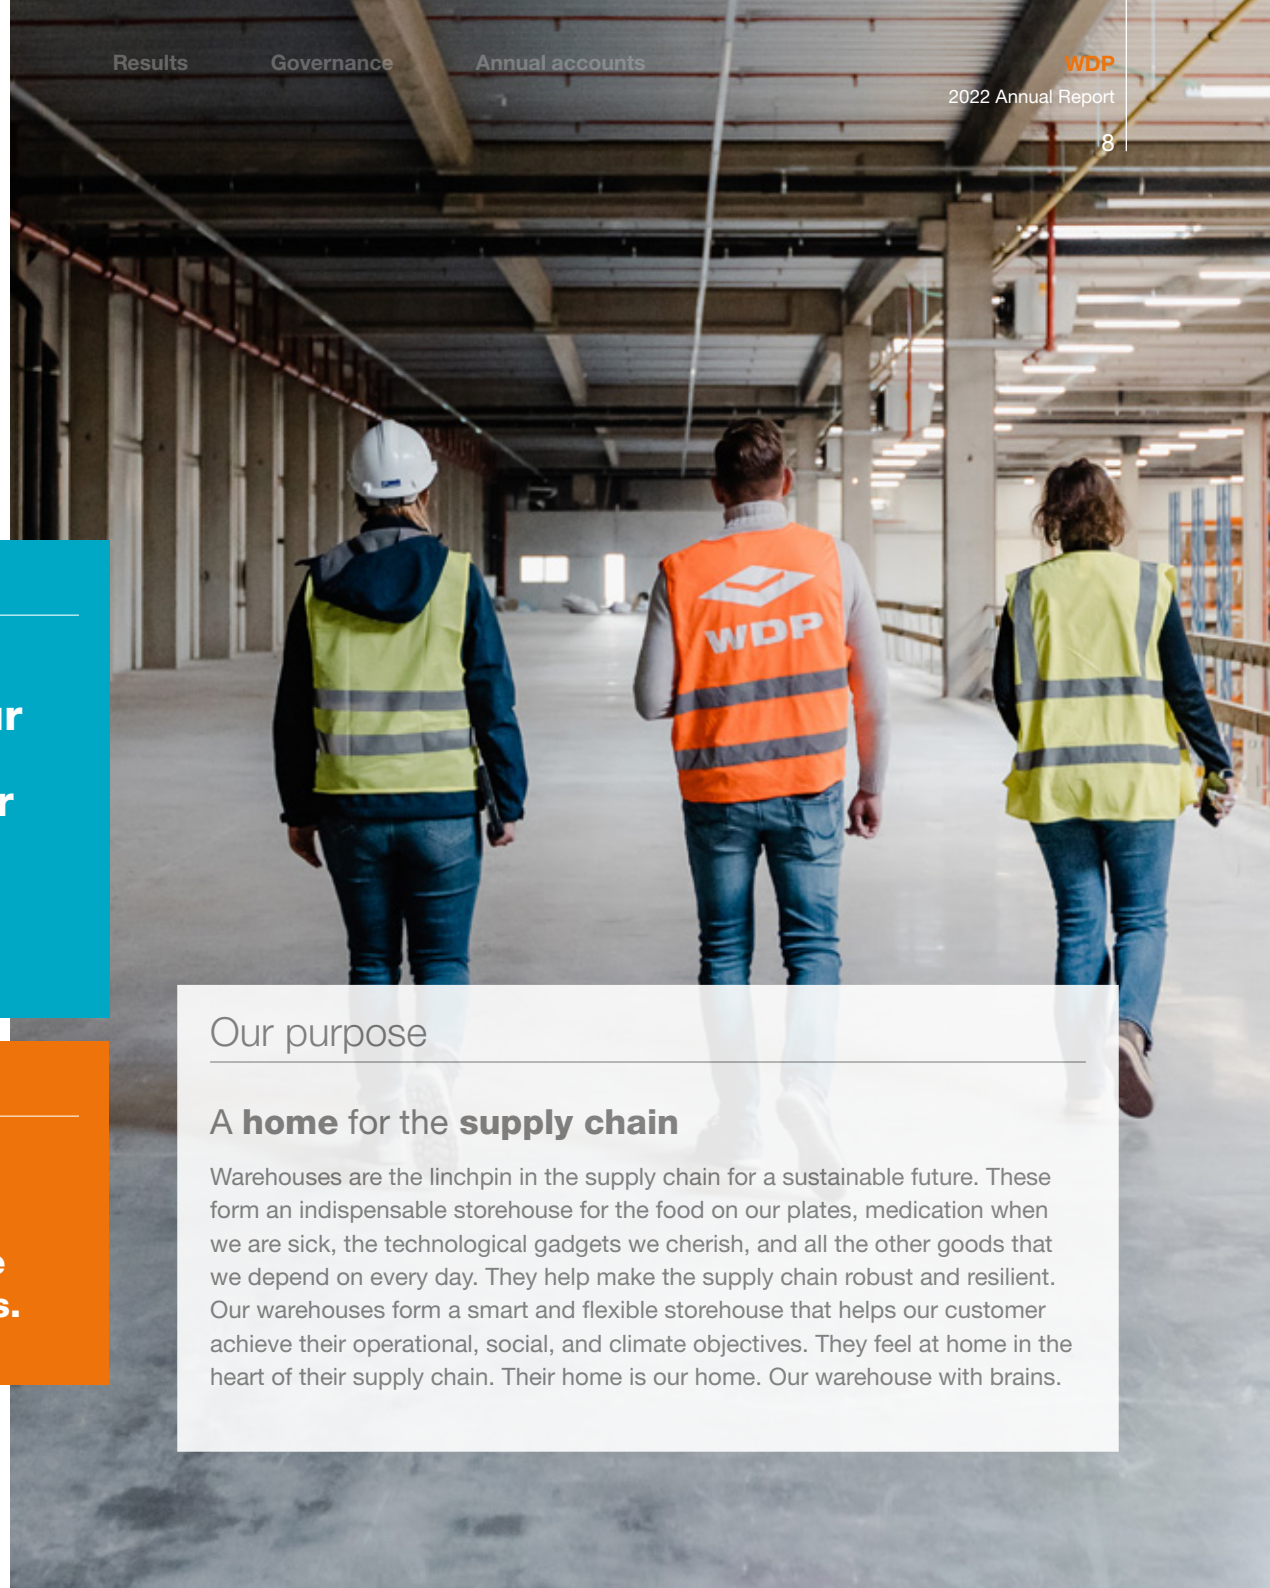 Results Governance Annual accounts
WDP
2022 Annual Report
8
WDP
Our purpose
A home for the supply chain
Warehouses are the linchpin in the supply chain for a sustainable future. These
form an indispensable storehouse for the food on our plates, medication when
we are sick, the technological gadgets we cherish, and all the other goods that
we depend on every day. They help make the supply chain robust and resilient.
Our warehouses form a smart and flexible storehouse that helps our customer
achieve their operational, social, and climate objectives. They feel at home in the
heart of their supply chain. Their home is our home. Our warehouse with brains.